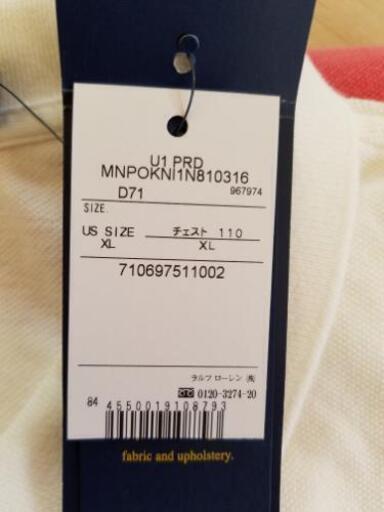 U1 PRD
MNPOKNI1N810316
D71 967974
SIZE.
US SIZE チェスト 110
XL XL
710697511002
ラルフ ローレン (株)
0120-3274-20
84 4550019108793
fabric and upholstery.